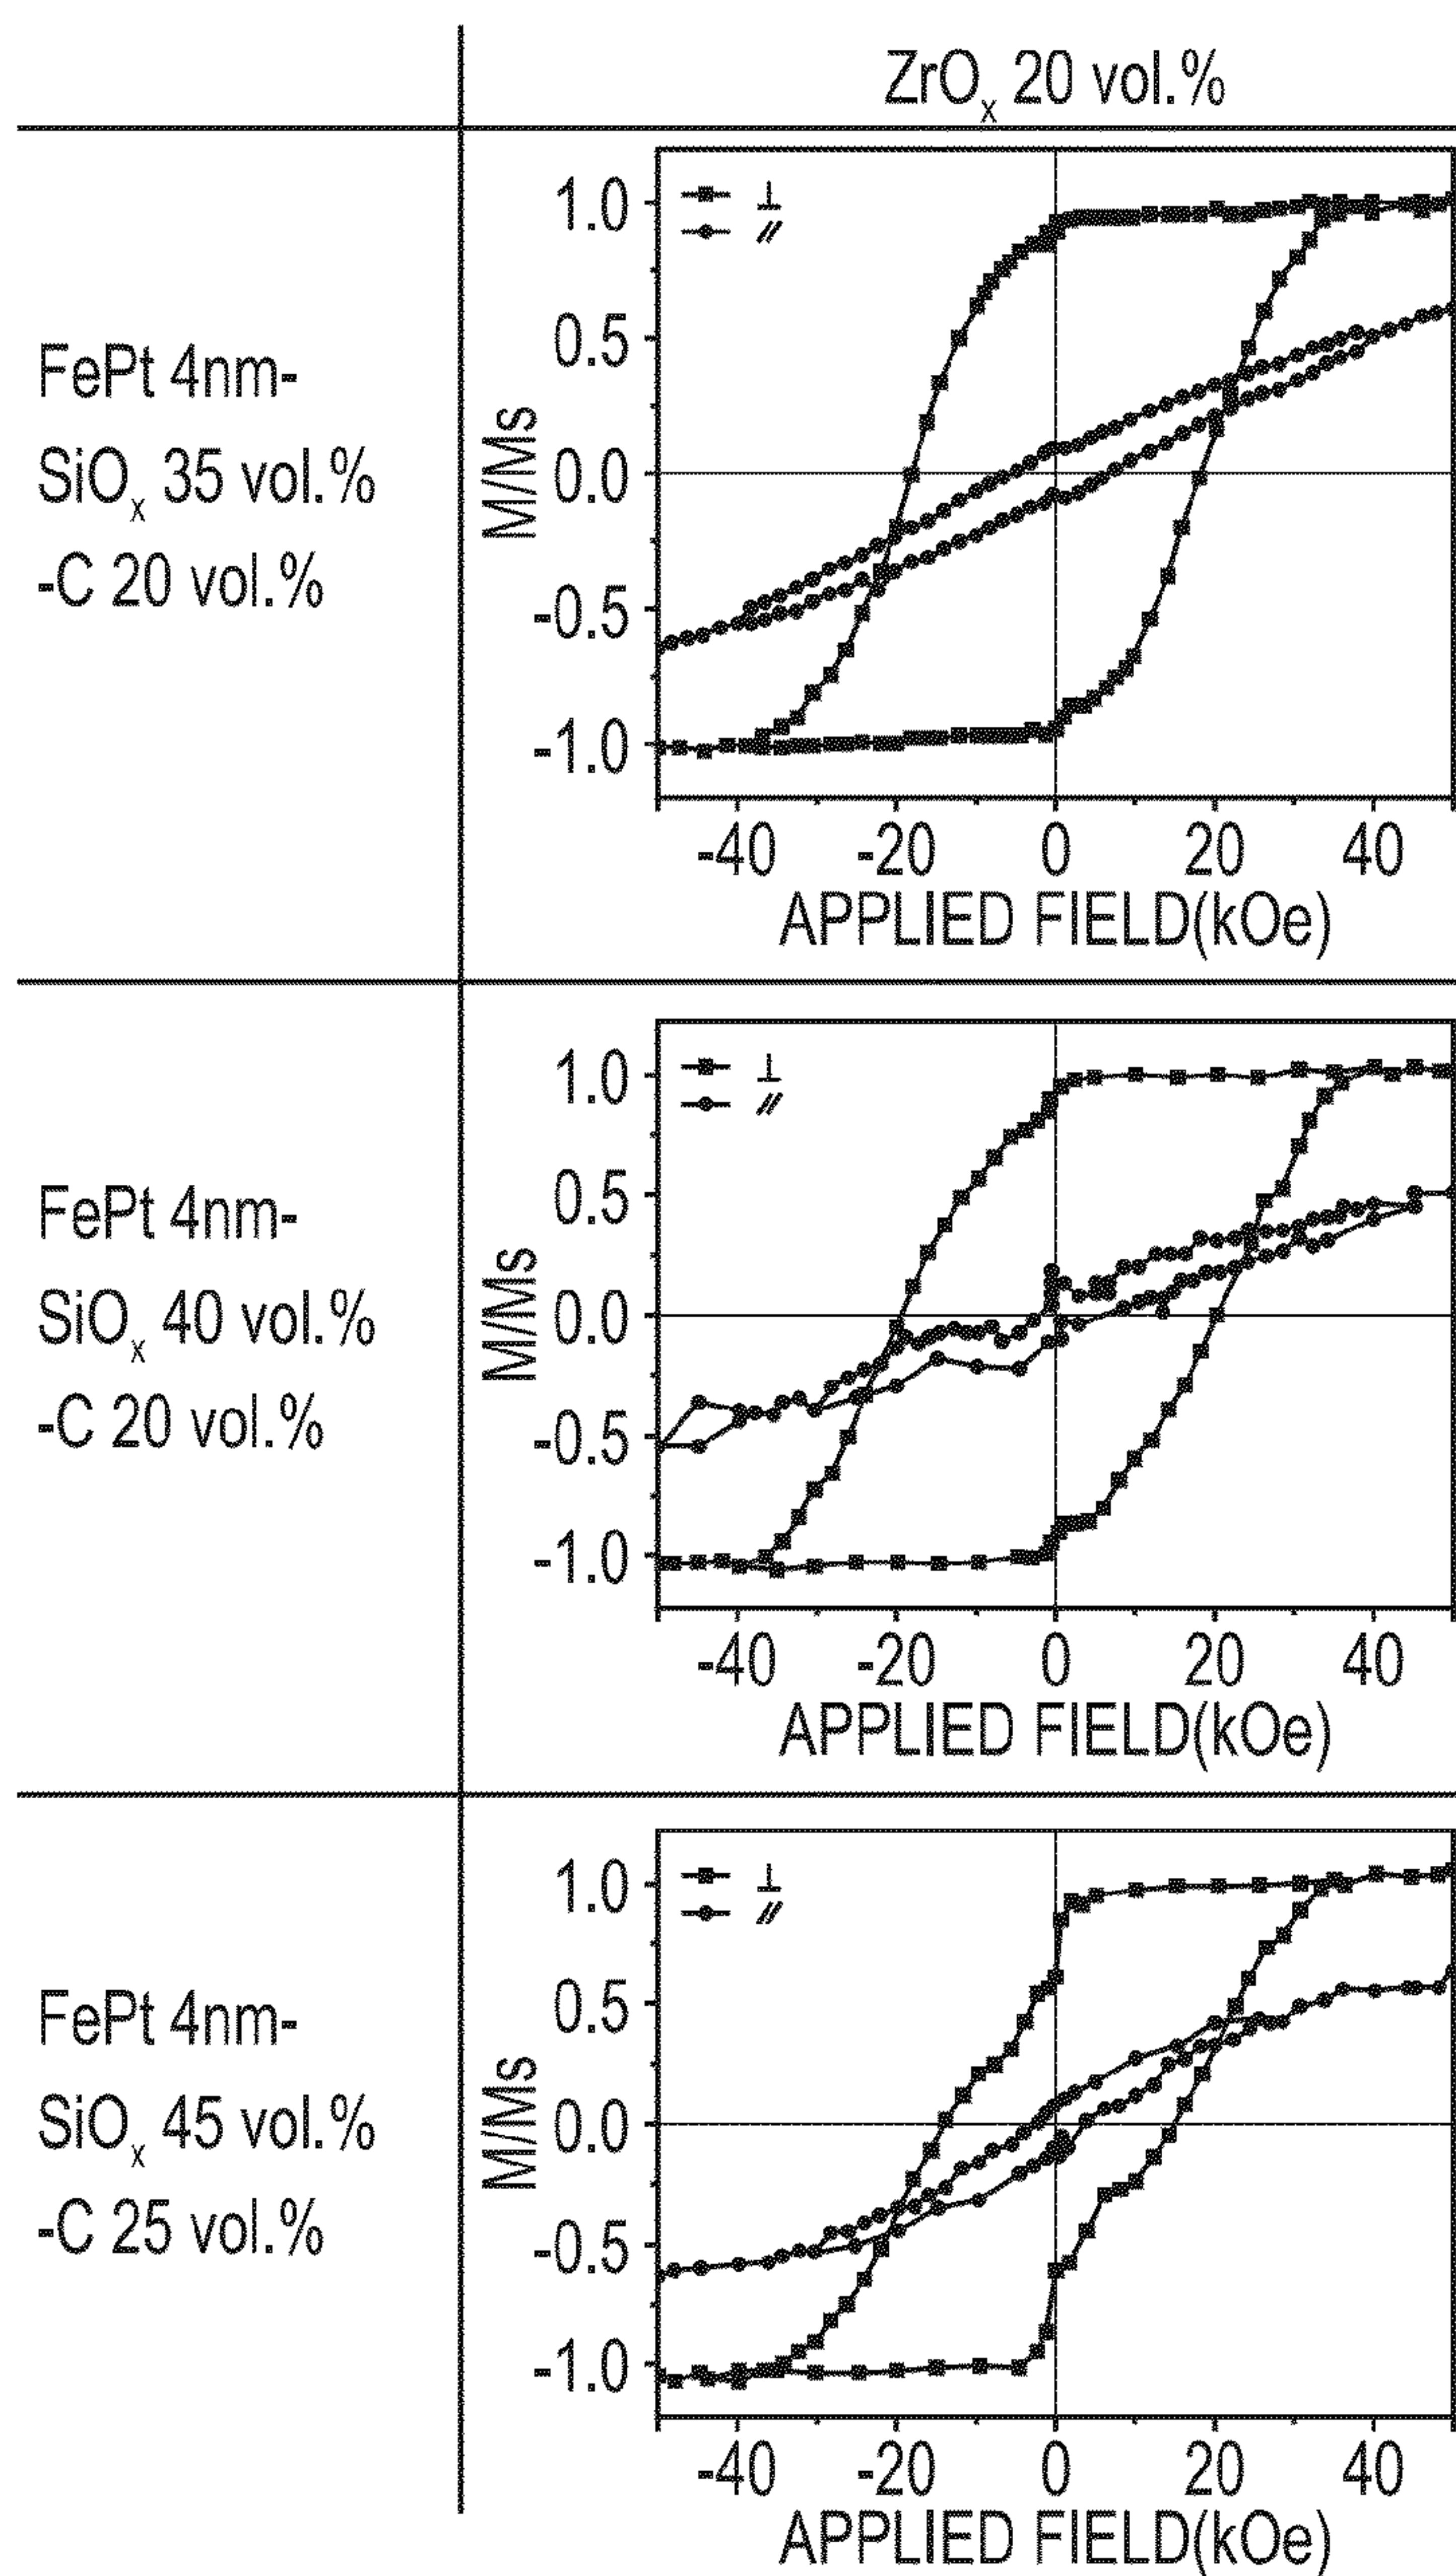 ZrOx 20 vol.%
FePt 4nm-
SiOx 35 vol.%
-C 20 vol.%
1.0
0.5
0.0
-0.5
-1.0
M/Ms
⊥
//
-40 -20 0 20 40
APPLIED FIELD(kOe)
FePt 4nm-
SiOx 40 vol.%
-C 20 vol.%
1.0
0.5
0.0
-0.5
-1.0
M/Ms
⊥
//
-40 -20 0 20 40
APPLIED FIELD(kOe)
FePt 4nm-
SiOx 45 vol.%
-C 25 vol.%
1.0
0.5
0.0
-0.5
-1.0
M/Ms
⊥
//
-40 -20 0 20 40
APPLIED FIELD(kOe)